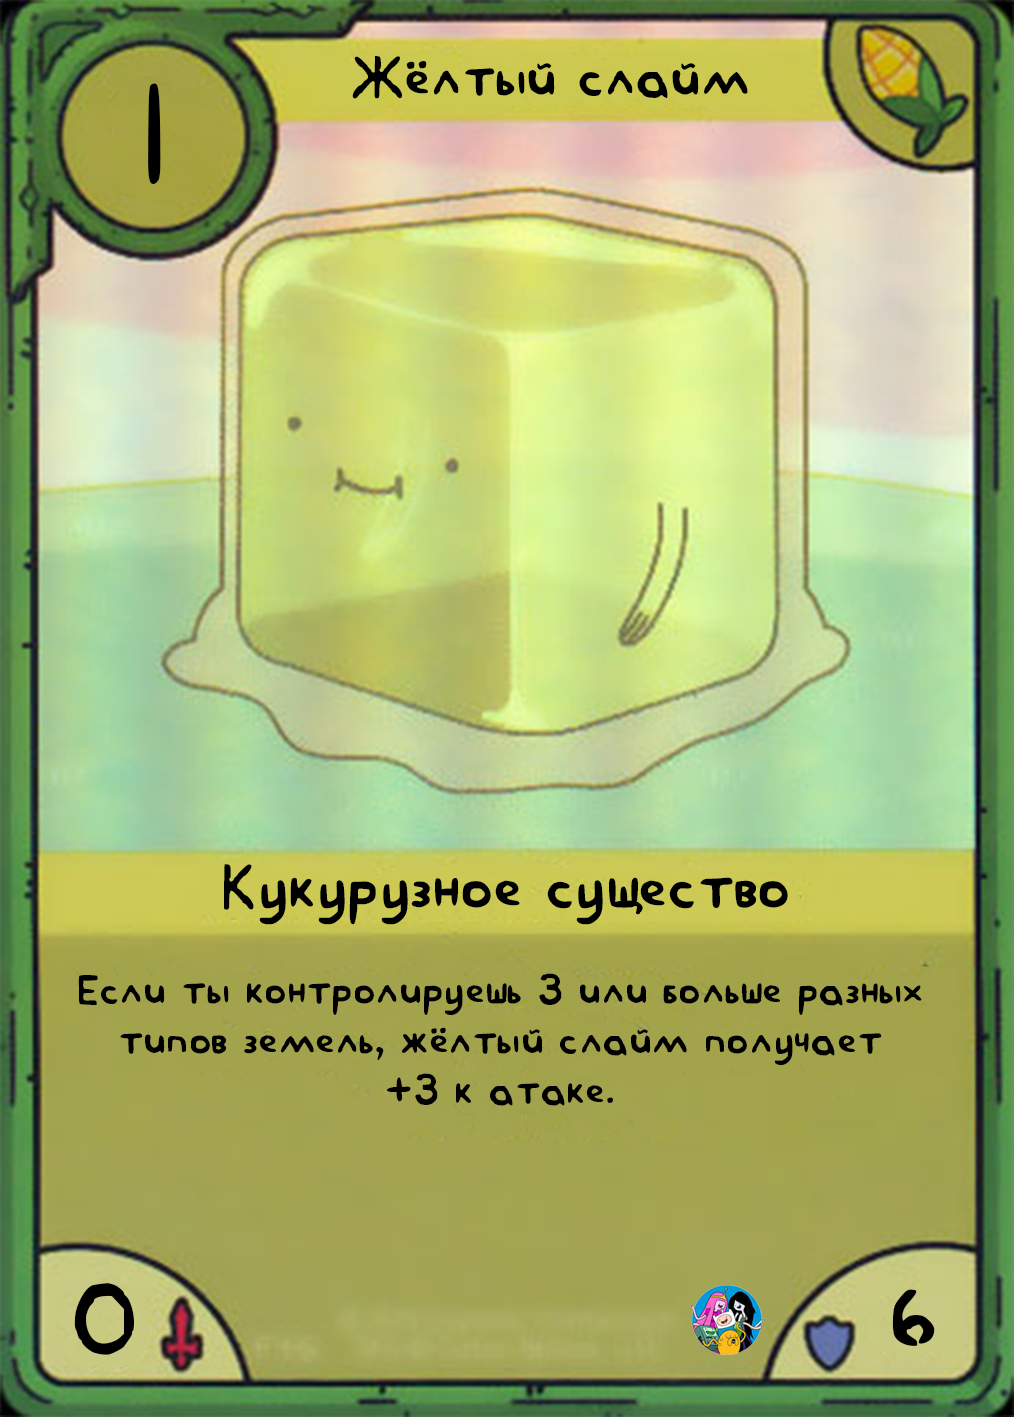 1
Жёлтый слайм
Кукурузное существо
Если ты контролируешь 3 или больше разных
типов земель, жёлтый слайм получает
+3 к атаке.
0
6